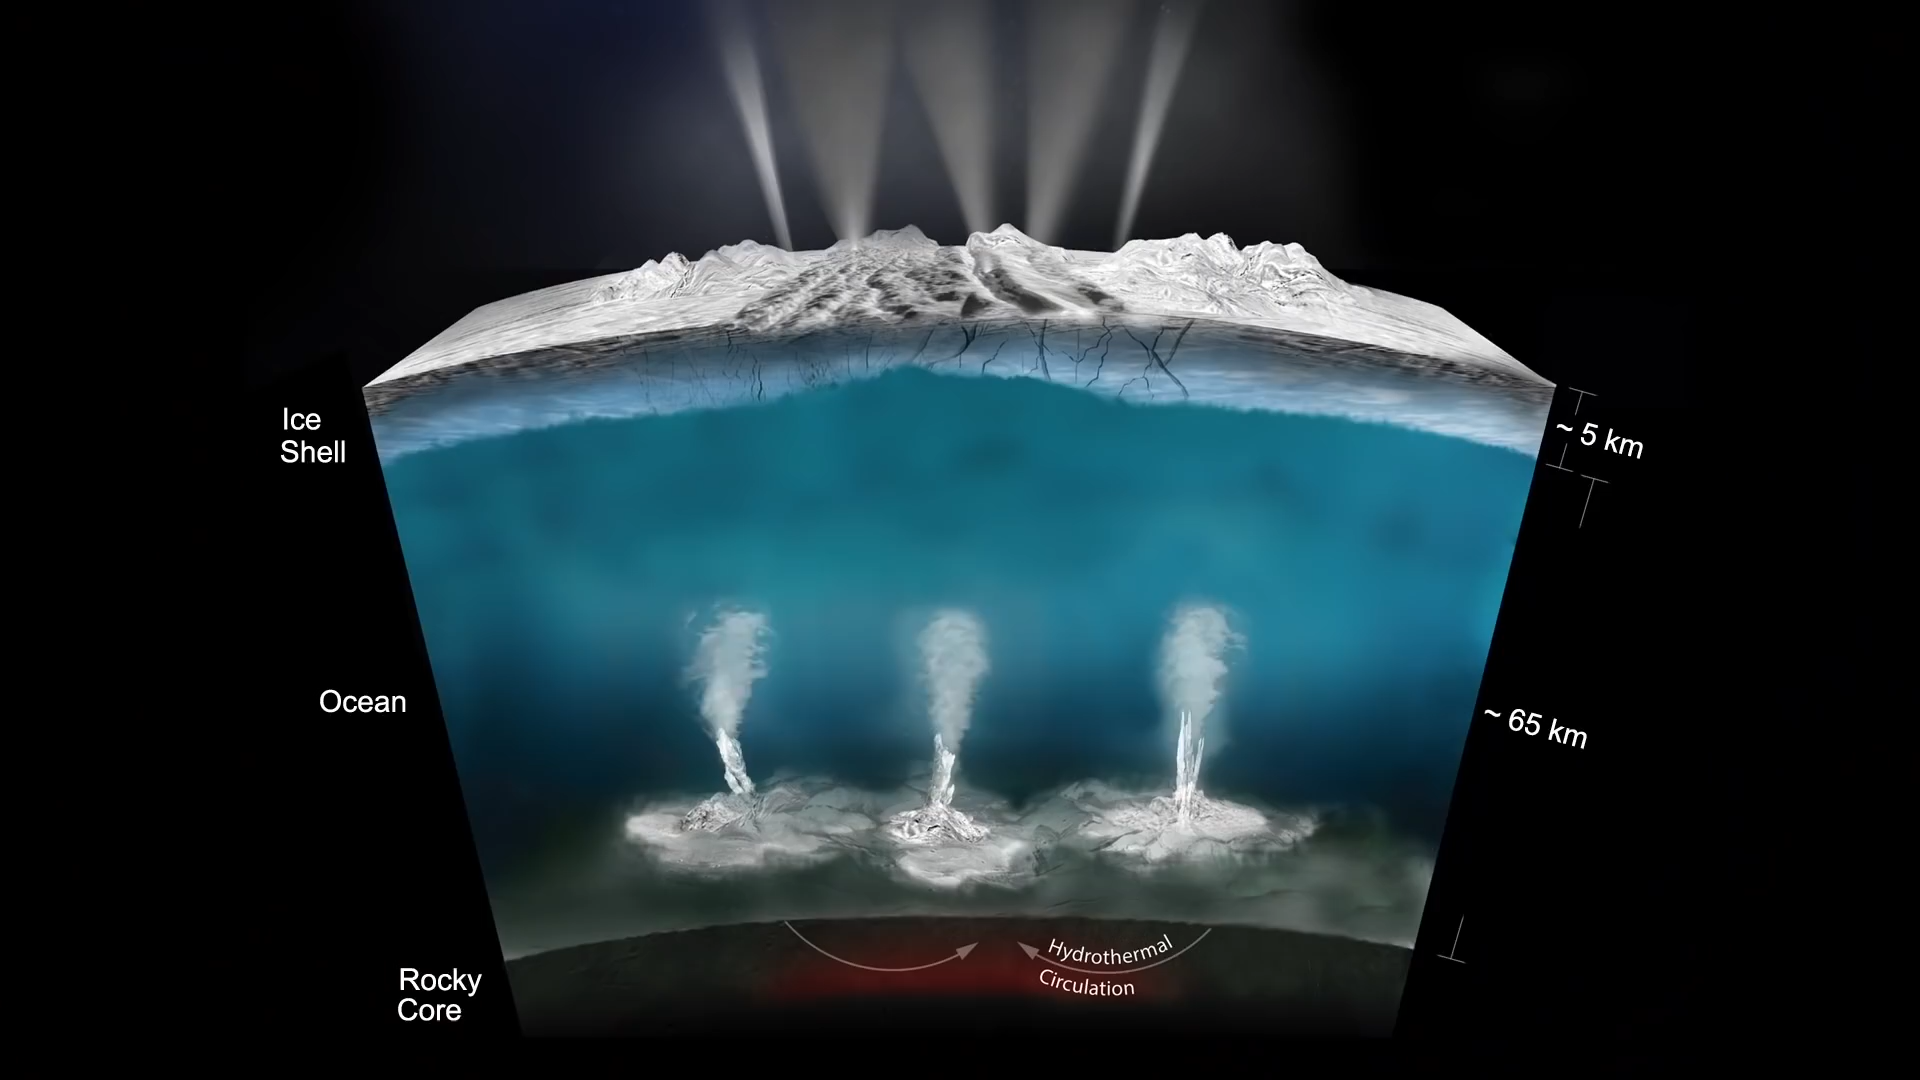 Ice
Shell
~ 5 km
Ocean
~ 65 km
Hydrothermal
Circulation
Rocky
Core